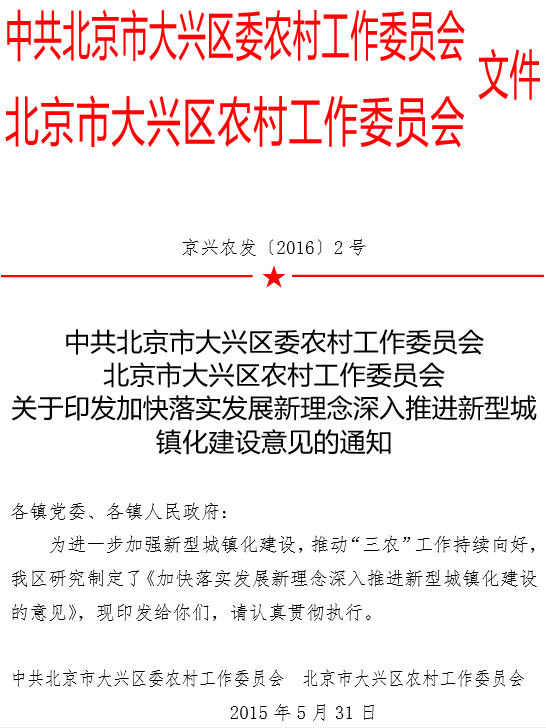 中共北京市大兴区委农村工作委员会
文件
北京市大兴区农村工作委员会
京兴农发〔2016〕2 号
中共北京市大兴区委农村工作委员会
北京市大兴区农村工作委员会
关于印发加快落实发展新理念深入推进新型城
镇化建设意见的通知
各镇党委、各镇人民政府：
为进一步加强新型城镇化建设，推动“三农”工作持续向好，
我区研究制定了《加快落实发展新理念深入推进新型城镇化建设
的意见》，现印发给你们，请认真贯彻执行。
中共北京市大兴区委农村工作委员会 北京市大兴区农村工作委员会
2015 年 5 月 31 日